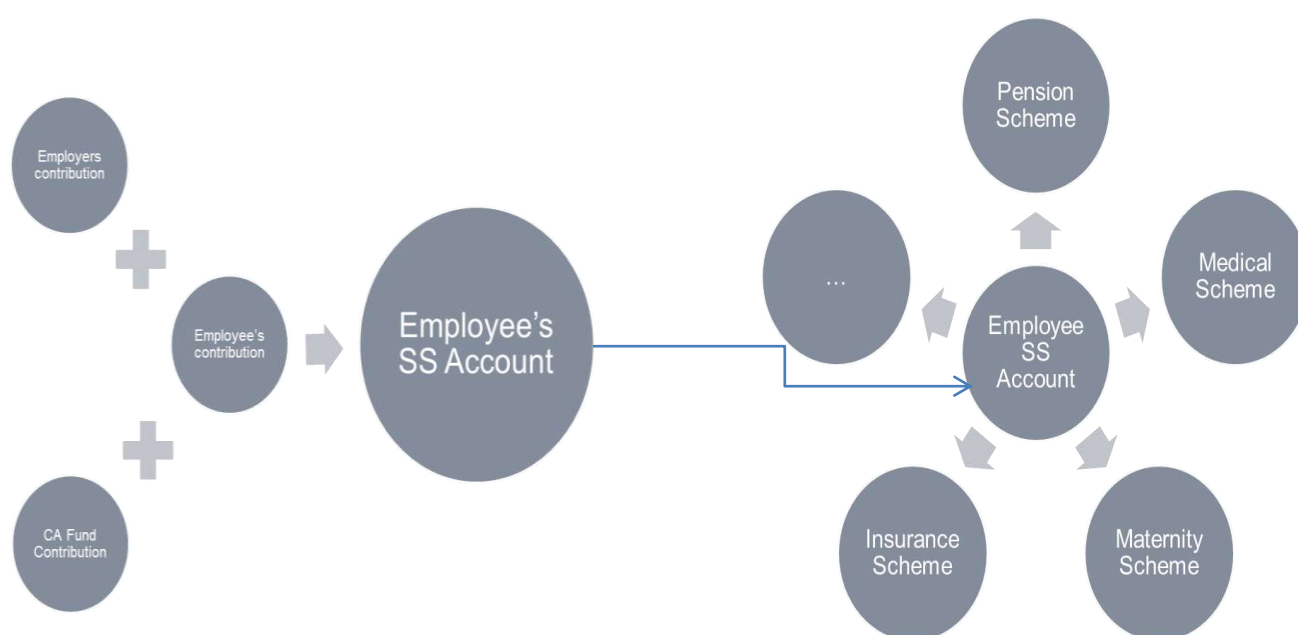 Employers
contribution
Employee's
contribution
CA Fund
Contribution
Employee's
SS Account
Pension
Scheme
...
Medical
Scheme
Employee
SS
Account
Insurance
Scheme
Maternity
Scheme